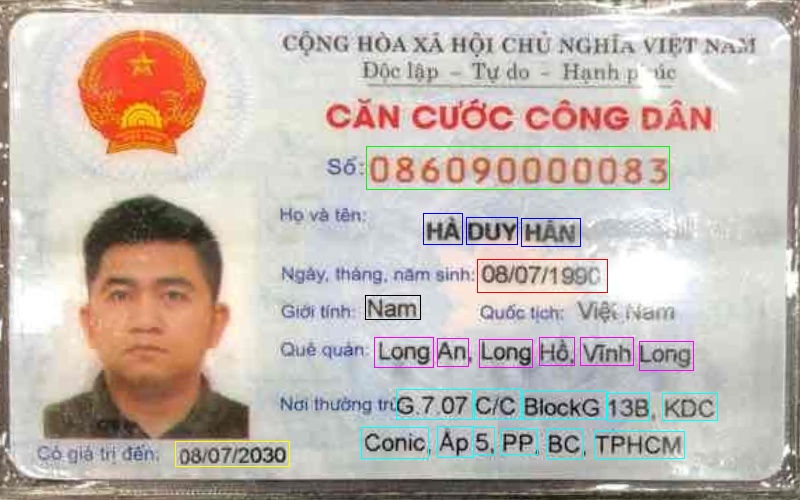 CỘNG HÒA XÃ HỘI CHỦ NGHĨA VIỆT NAM
Độc lập - Tự do - Hạnh phúc
CĂN CƯỚC CÔNG DÂN
Số: 086090000083
Họ và tên:
HÀ DUY HÂN
Ngày, tháng, năm sinh: 08/07/1990
Giới tính: Nam Quốc tịch: Việt Nam
Quê quán: Long An, Long Hồ, Vĩnh Long
Nơi thường trú: G.7.07 C/C BlockG 13B, KDC
Conic, Ấp 5, PP, BC, TPHCM
Có giá trị đến: 08/07/2030